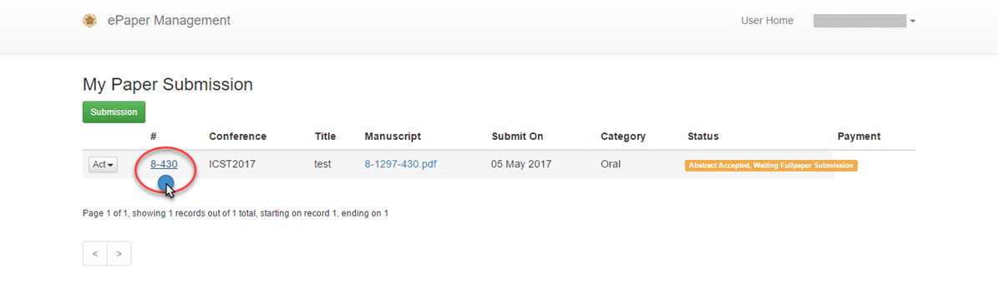 ePaper Management User Home
My Paper Submission
Submission
# Conference Title Manuscript Submit On Category Status Payment
Act 8-430 ICST2017 test 8-1297-430.pdf 05 May 2017 Oral Abstract Accepted, Waiting Fullpaper Submission
Page 1 of 1, showing 1 records out of 1 total, starting on record 1, ending on 1
< >